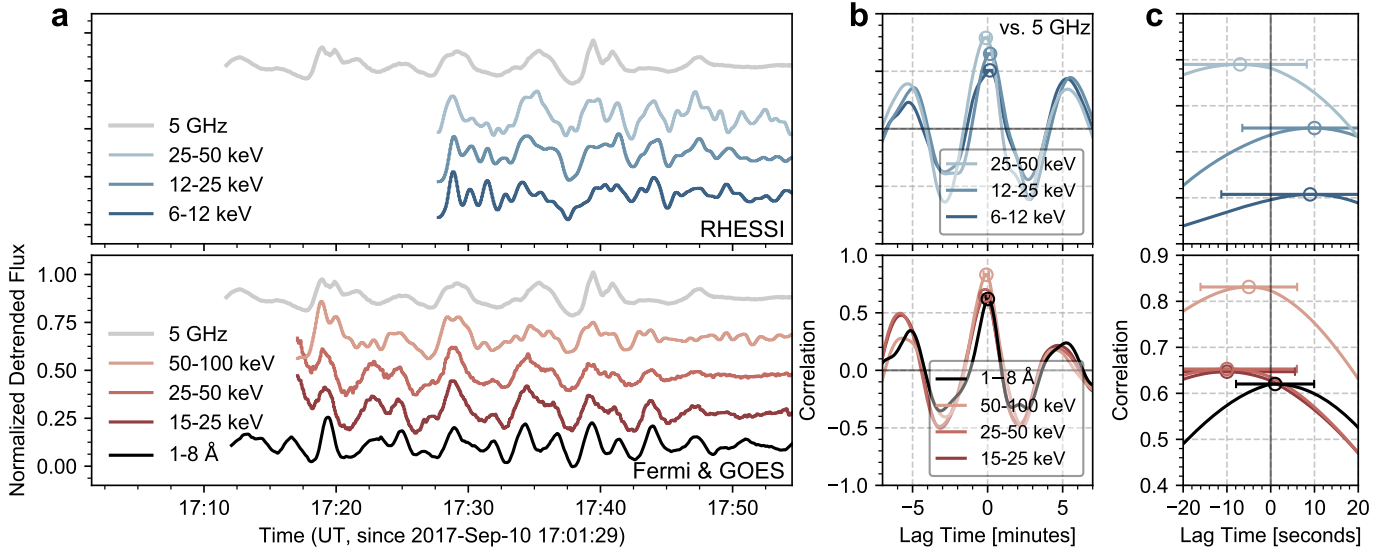 a
5 GHz
25-50 keV
12-25 keV
6-12 keV
RHESSI
b
vs. 5 GHz
25-50 keV
12-25 keV
6-12 keV
c
Normalized Detrended Flux
1.00
0.75
0.50
0.25
0.00
5 GHz
50-100 keV
25-50 keV
15-25 keV
1-8 Å
Fermi & GOES
17:10
17:20
17:30
17:40
17:50
Time (UT, since 2017-Sep-10 17:01:29)
Correlation
1.0
0.5
0.0
−0.5
−1.0
1−8 Å
50-100 keV
25-50 keV
15-25 keV
−5
0
5
Lag Time [minutes]
Correlation
0.9
0.8
0.7
0.6
0.5
0.4
−20
−10
0
10
20
Lag Time [seconds]